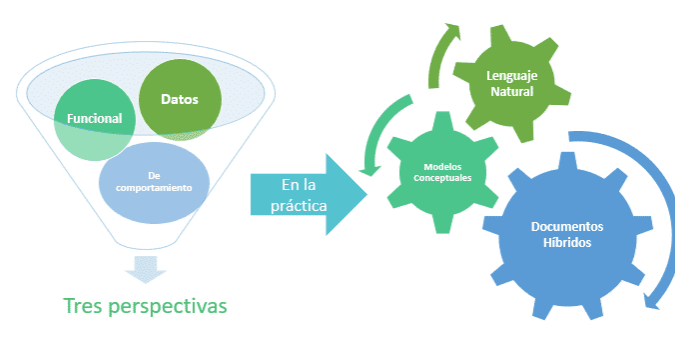 Funcional
Datos
De
comportamiento
Tres perspectivas
En la
práctica
Lenguaje
Natural
Modelos
Conceptuales
Documentos
Híbridos